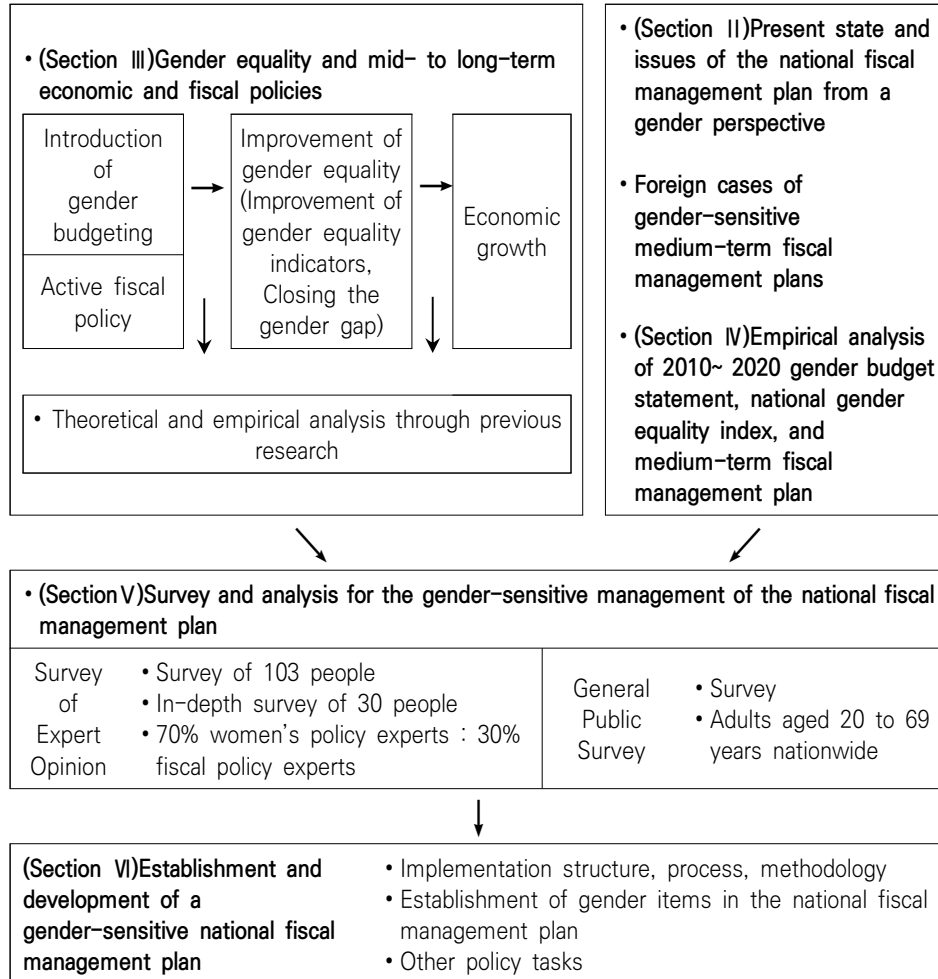 • (Section Ⅲ)Gender equality and mid- to long-term
economic and fiscal policies
Introduction
of
gender
budgeting
Active fiscal
policy
Improvement of
gender equality
(Improvement of
gender equality
indicators,
Closing the
gender gap)
Economic
growth
• Theoretical and empirical analysis through previous
research
• (Section II)Present state and
issues of the national fiscal
management plan from a
gender perspective
• Foreign cases of
gender-sensitive
medium-term fiscal
management plans
• (Section Ⅳ)Empirical analysis
of 2010~ 2020 gender budget
statement, national gender
equality index, and
medium-term fiscal
management plan
• (Section Ⅴ)Survey and analysis for the gender-sensitive management of the national fiscal
management plan
Survey
of
Expert
Opinion
• Survey of 103 people
• In-depth survey of 30 people
• 70% women's policy experts : 30%
fiscal policy experts
General
Public
Survey
• Survey
• Adults aged 20 to 69
years nationwide
(Section Ⅵ)Establishment and
development of a
gender-sensitive national fiscal
management plan
• Implementation structure, process, methodology
• Establishment of gender items in the national fiscal
management plan
• Other policy tasks